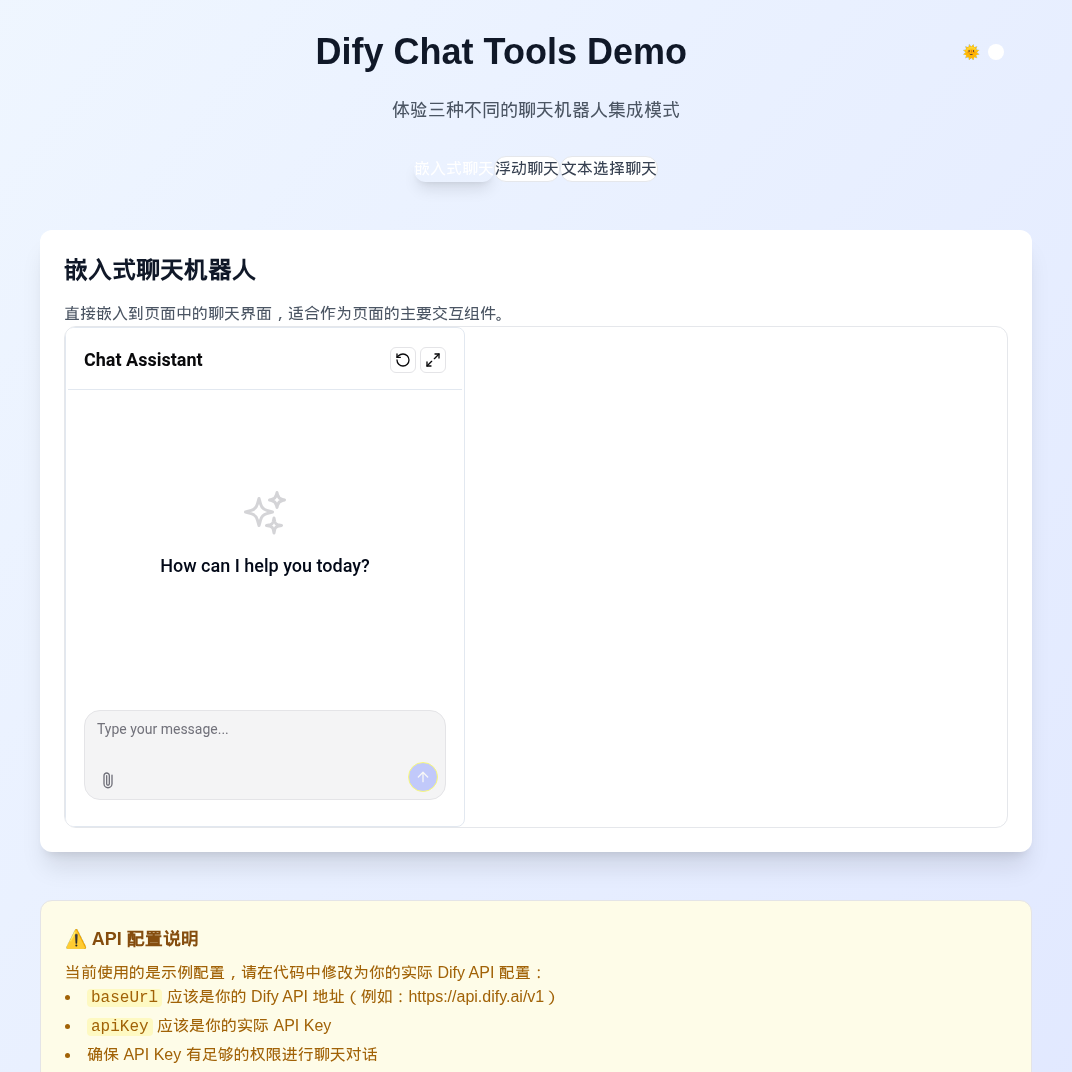 Dify Chat Tools Demo
体验三种不同的聊天机器人集成模式
嵌入式聊天 浮动聊天 文本选择聊天
嵌入式聊天机器人
直接嵌入到页面中的聊天界面，适合作为页面的主要交互组件。
Chat Assistant
How can I help you today?
Type your message...
⚠️ API 配置说明
当前使用的是示例配置，请在代码中修改为你的实际 Dify API 配置：
• baseUrl 应该是你的 Dify API 地址（例如：https://api.dify.ai/v1）
• apiKey 应该是你的实际 API Key
• 确保 API Key 有足够的权限进行聊天对话